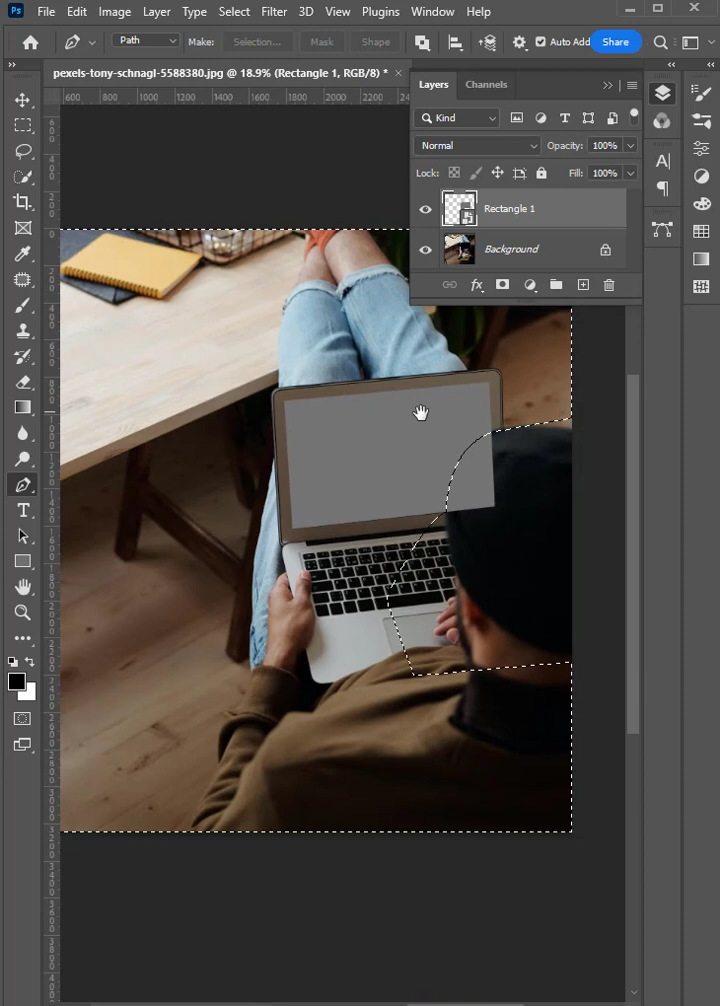 Ps File Edit Image Layer Type Select Filter 3D View Plugins Window Help
Path Make: Selection... Mask Shape Auto Add Share
pexels-tony-schnagl-5588380.jpg @ 18.9% (Rectangle 1, RGB/8) * ×
600 800 1000 1200 1400 1600 1800 2000 2200
Layers Channels
Kind
Normal Opacity: 100%
Lock: Fill: 100%
Rectangle 1
Background
fx